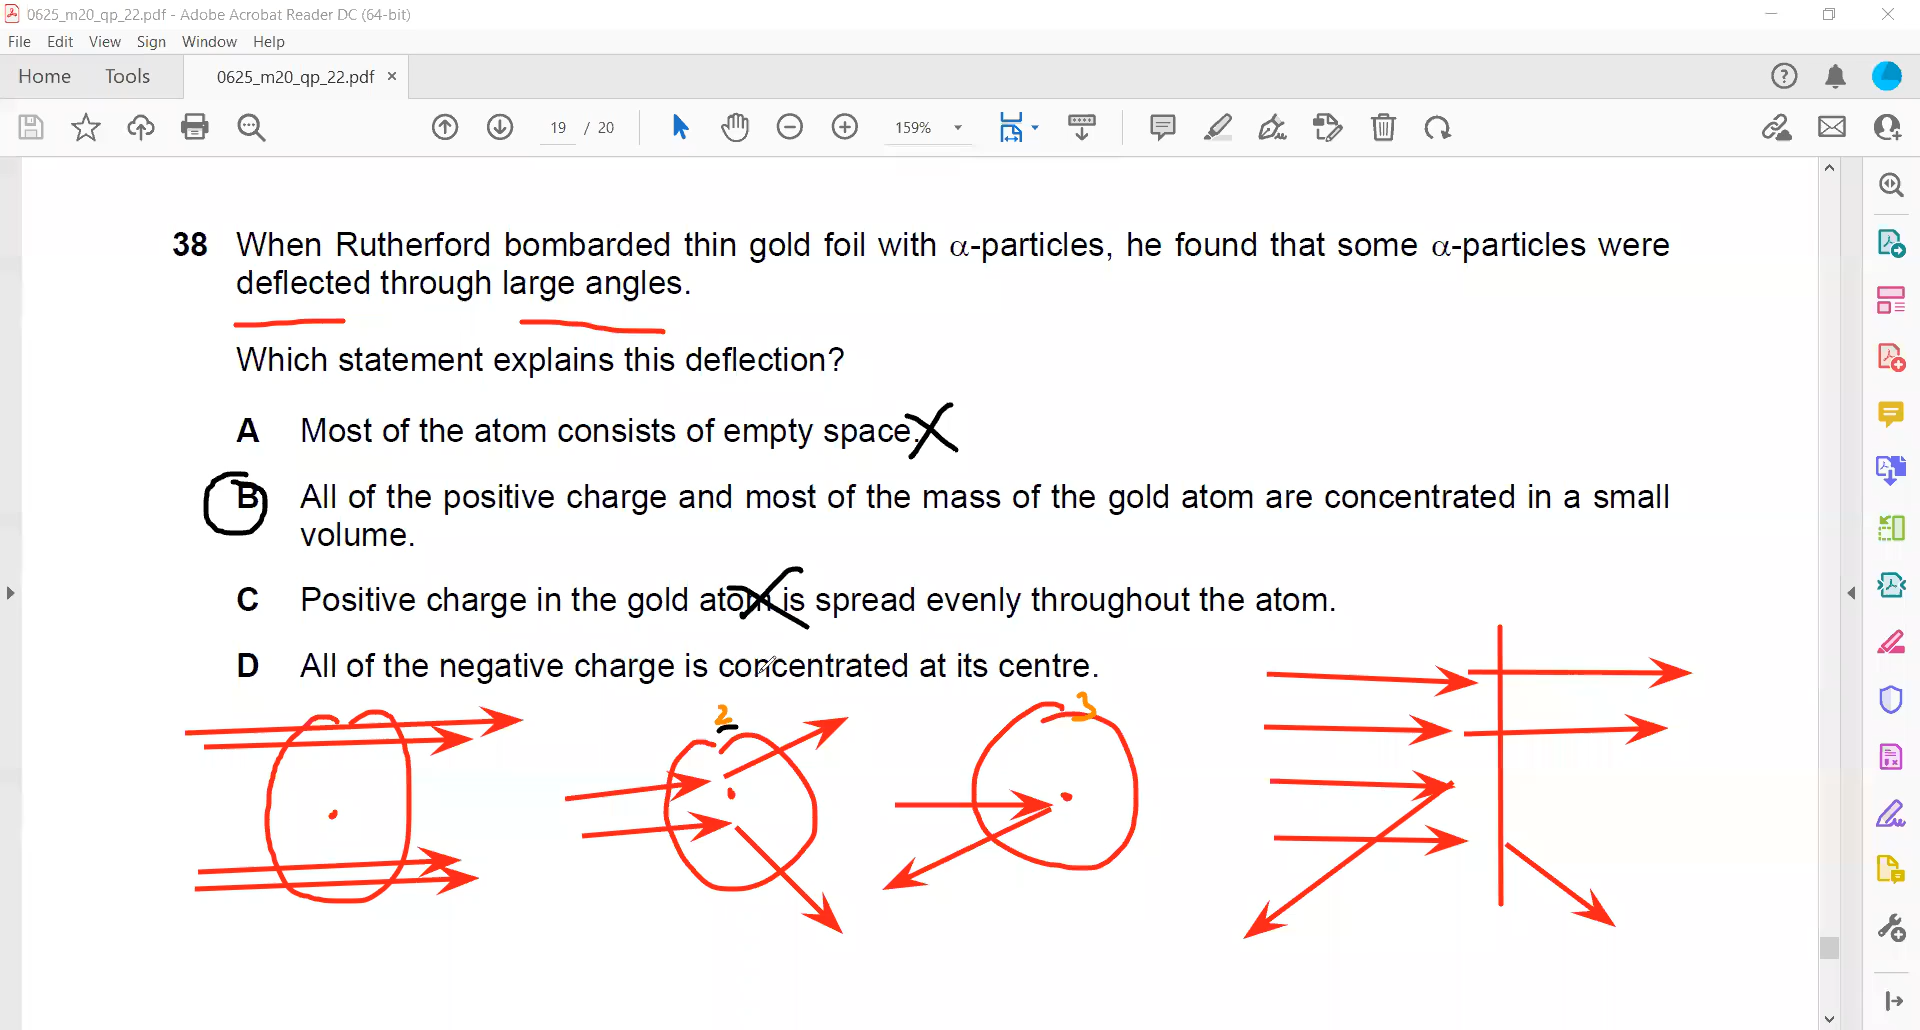 0625_m20_qp_22.pdf - Adobe Acrobat Reader DC (64-bit)
File Edit View Sign Window Help
Home Tools 0625_m20_qp_22.pdf ×
19 / 20 159%
38 When Rutherford bombarded thin gold foil with α-particles, he found that some α-particles were
deflected through large angles.
Which statement explains this deflection?
A Most of the atom consists of empty space.
B All of the positive charge and most of the mass of the gold atom are concentrated in a small
volume.
C Positive charge in the gold atom is spread evenly throughout the atom.
D All of the negative charge is concentrated at its centre.
2 3